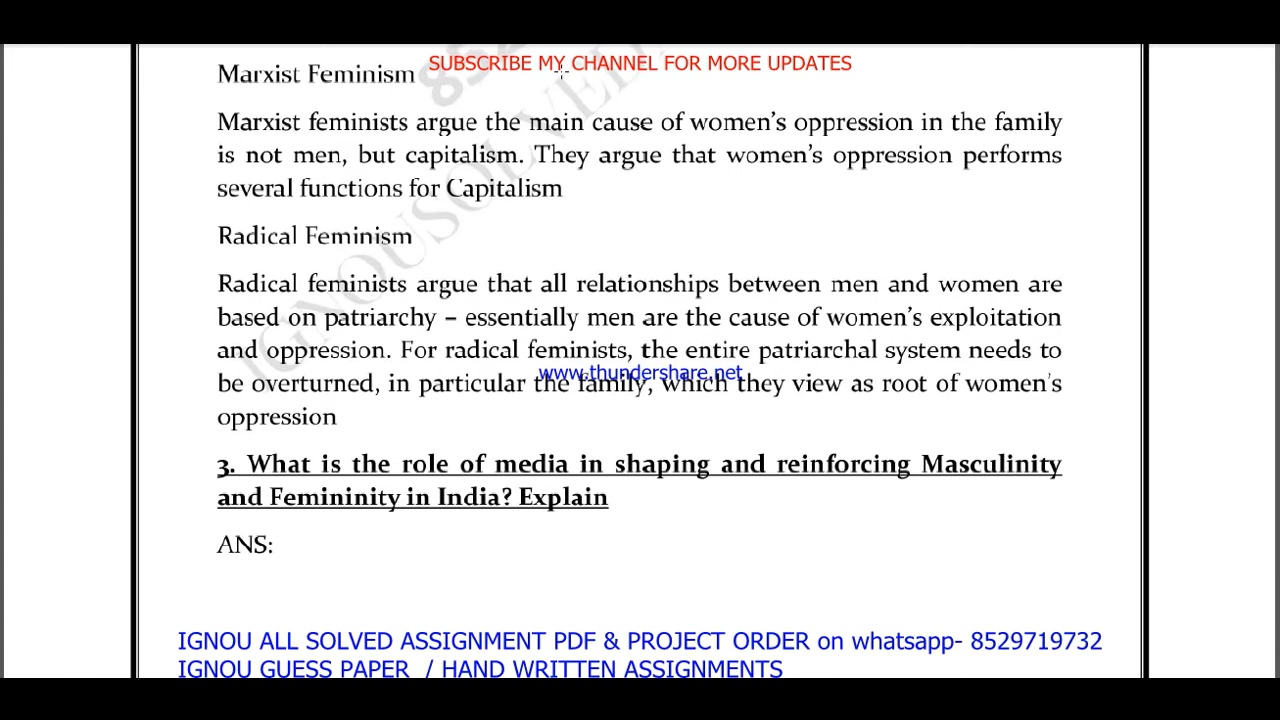 SUBSCRIBE MY CHANNEL FOR MORE UPDATES
Marxist Feminism
Marxist feminists argue the main cause of women's oppression in the family
is not men, but capitalism. They argue that women's oppression performs
several functions for Capitalism
Radical Feminism
Radical feminists argue that all relationships between men and women are
based on patriarchy – essentially men are the cause of women's exploitation
and oppression. For radical feminists, the entire patriarchal system needs to
www.thundershare.net
be overturned, in particular the family, which they view as root of women's
oppression
3. What is the role of media in shaping and reinforcing Masculinity
and Femininity in India? Explain
ANS:
IGNOU ALL SOLVED ASSIGNMENT PDF & PROJECT ORDER on whatsapp- 8529719732
IGNOU GUESS PAPER / HAND WRITTEN ASSIGNMENTS
IGNOUSOLVED
852